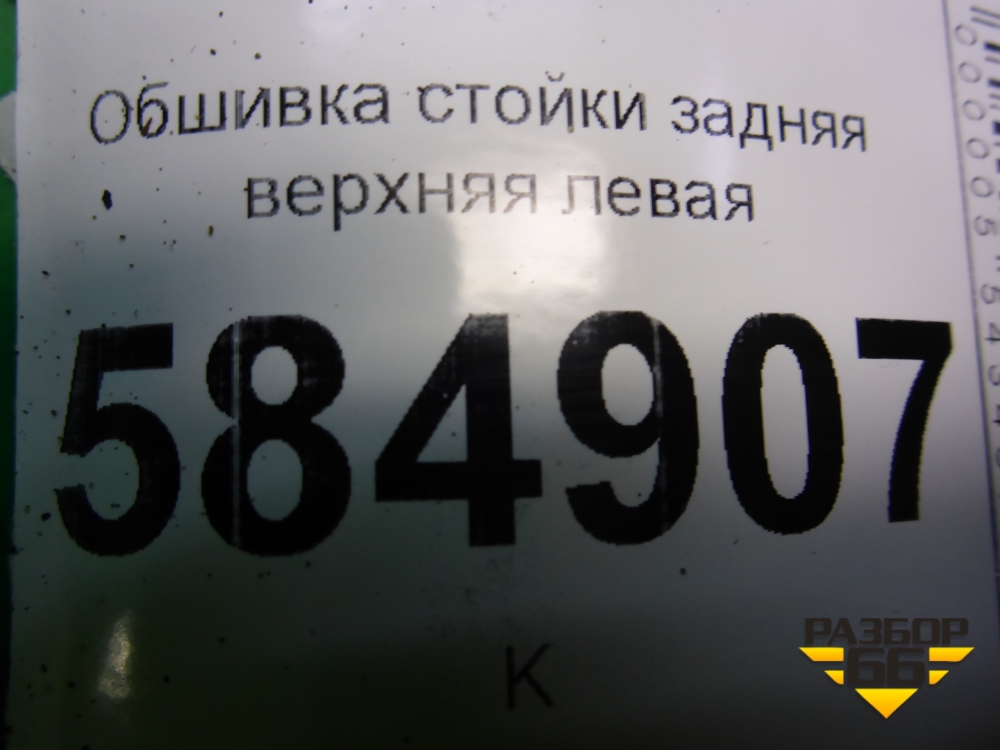 Обшивка стойки задняя
верхняя левая
584907
К
РАЗБОР
66